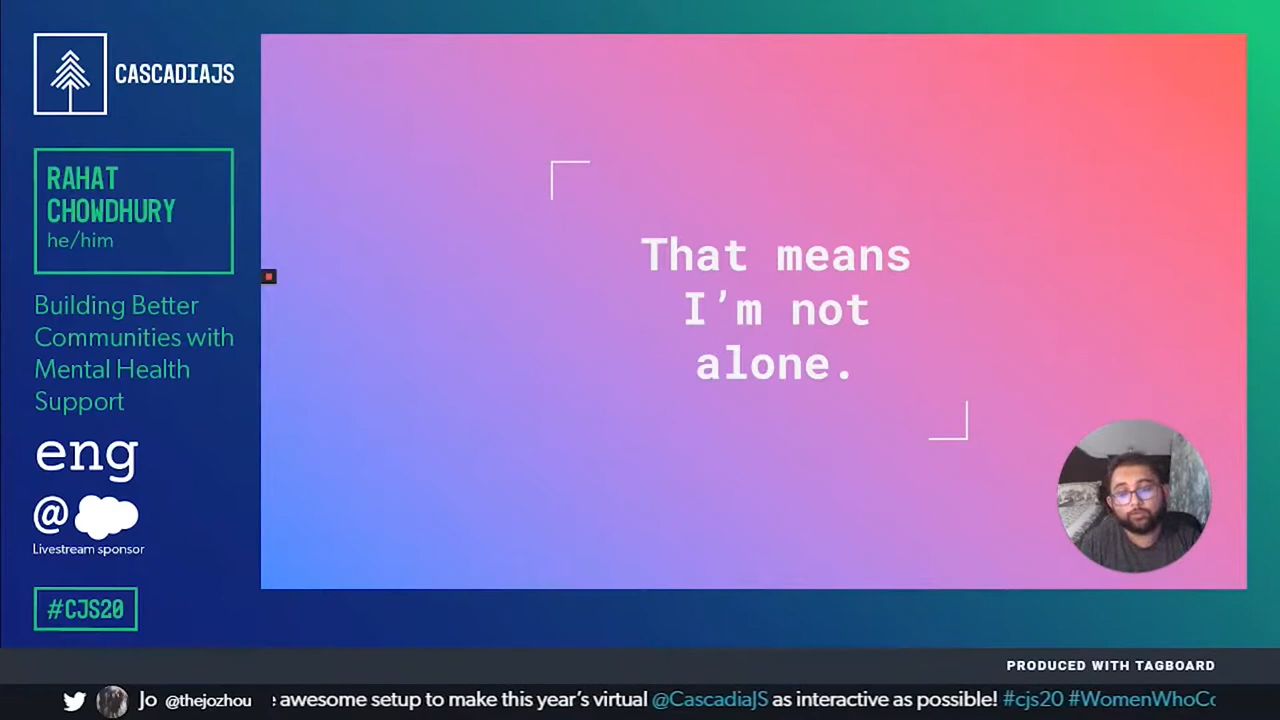 CASCADIAJS
RAHAT
CHOWDHURY
he/him
Building Better
Communities with
Mental Health
Support
eng
@
Livestream sponsor
#CJS20
That means
I’m not
alone.
PRODUCED WITH TAGBOARD
Jo @thejozhou awesome setup to make this year’s virtual @CascadiaJS as interactive as possible! #cjs20